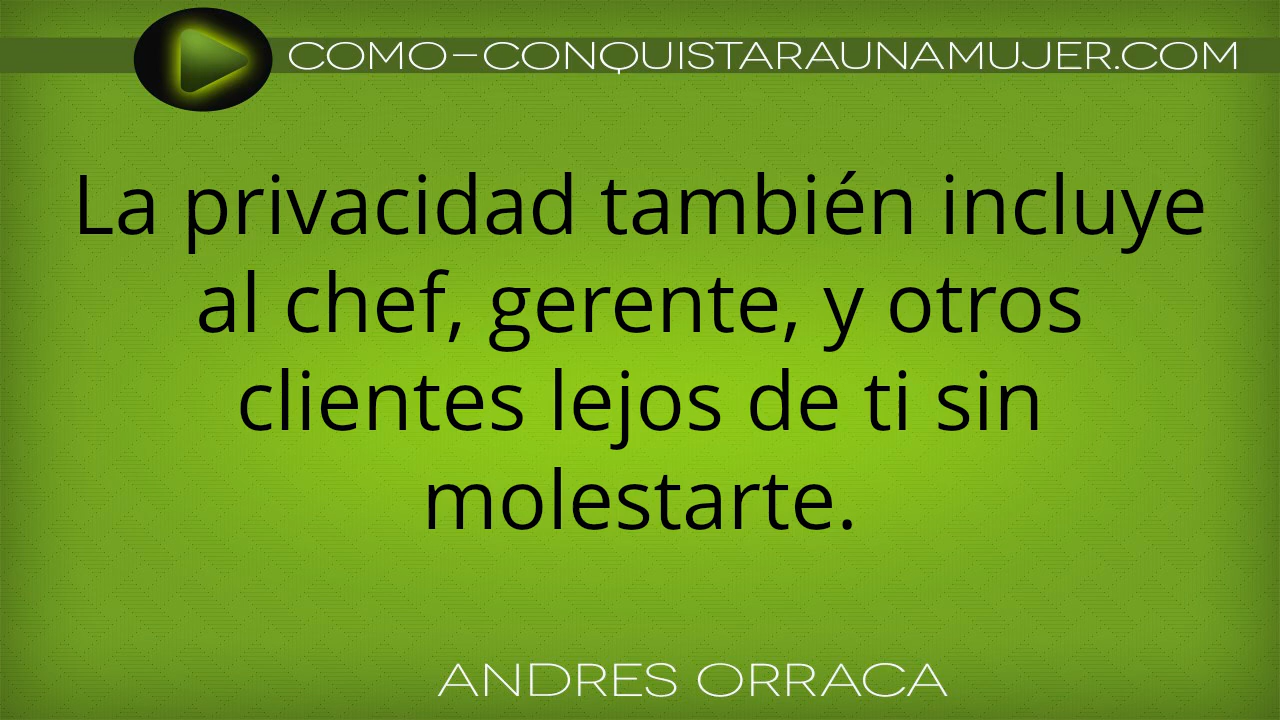 COMO-CONQUISTARAUNAMUJER.COM
La privacidad también incluye
al chef, gerente, y otros
clientes lejos de ti sin
molestarte.
ANDRES ORRACA